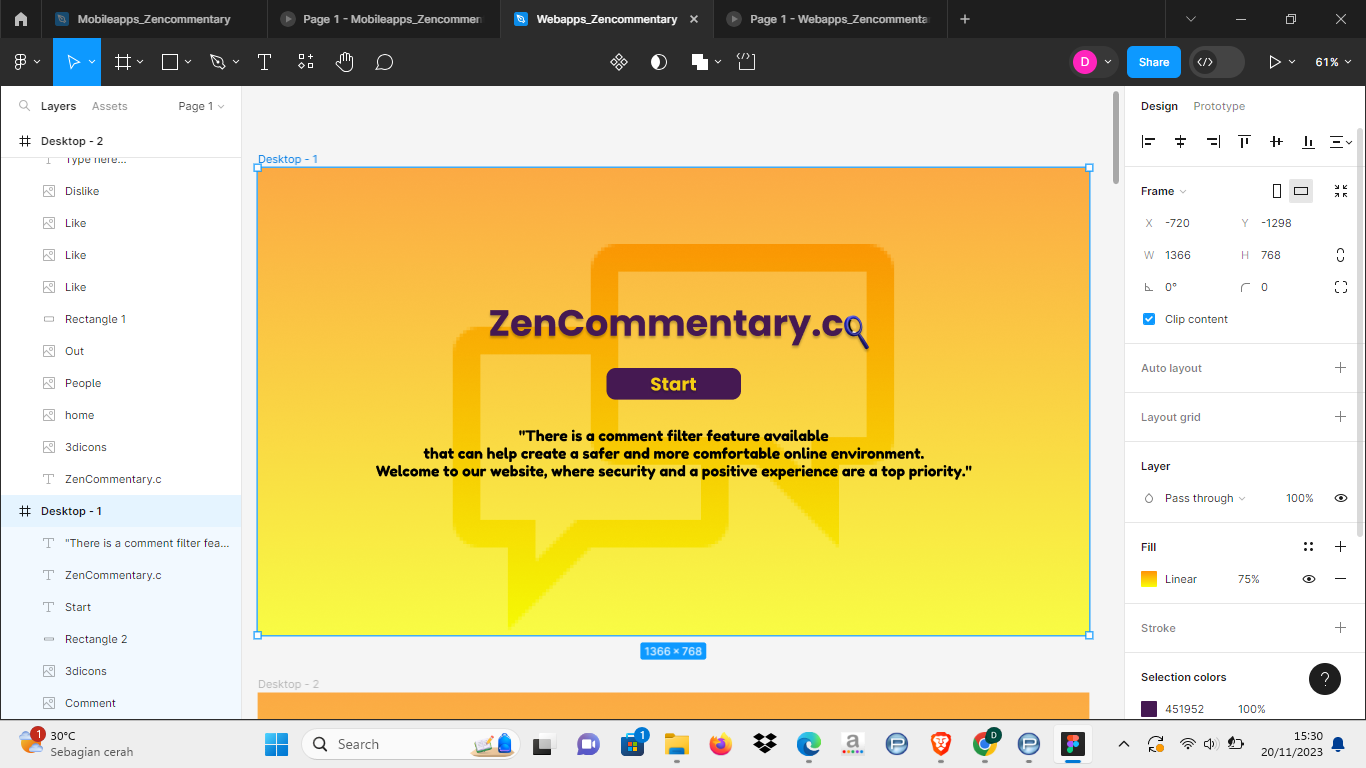 Mobileapps_Zencommentary
Page 1 - Mobileapps_Zencommen
Webapps_Zencommentary
Page 1 - Webapps_Zencommenta
D
Share
61%
Layers
Assets
Page 1
Desktop - 2
Type here...
Dislike
Like
Like
Like
Rectangle 1
Out
People
home
3dicons
ZenCommentary.c
Desktop - 1
"There is a comment filter fea...
ZenCommentary.c
Start
Rectangle 2
3dicons
Comment
Desktop - 1
ZenCommentary.c
Start
"There is a comment filter feature available
that can help create a safer and more comfortable online environment.
Welcome to our website, where security and a positive experience are a top priority."
1366 × 768
Desktop - 2
Design
Prototype
Frame
X -720
Y -1298
W 1366
H 768
0°
0
Clip content
Auto layout
Layout grid
Layer
Pass through
100%
Fill
Linear
75%
Stroke
Selection colors
?
451952
100%
1
30°C
Sebagian cerah
Search
1
a
D
15:30
20/11/2023